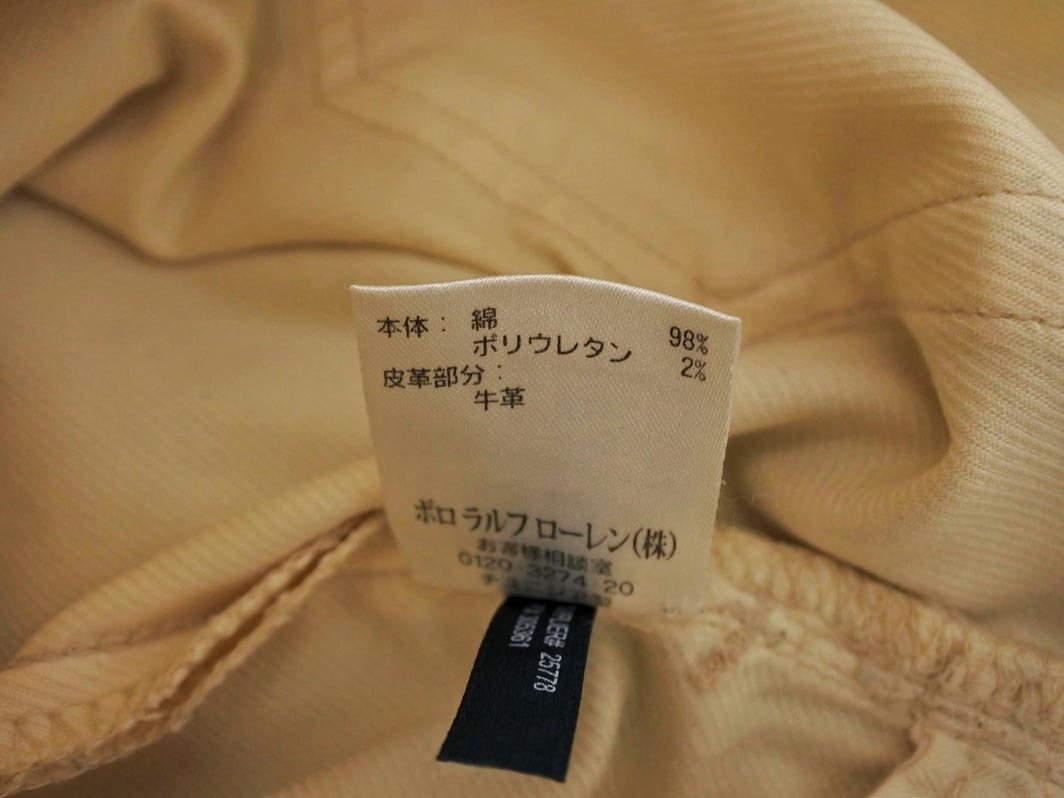 本体： 綿 98%
ポリウレタン 2%
皮革部分：
牛革
ポロ ラルフ ローレン(株)
お客様相談室
0120-3274-20
25778